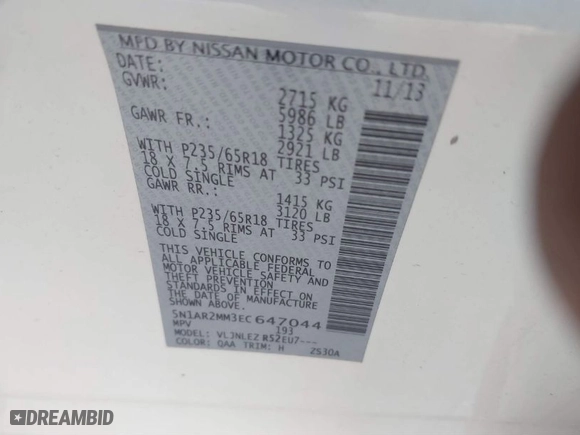 MFD BY NISSAN MOTOR CO., LTD.
DATE: 11/13
GVWR: 2715 KG
5986 LB
GAWR FR.: 1325 KG
2921 LB
WITH P235/65R18 TIRES
18 X 7.5 RIMS AT 33 PSI
COLD SINGLE
GAWR RR.: 1415 KG
3120 LB
WITH P235/65R18 TIRES
18 X 7.5 RIMS AT 33 PSI
COLD SINGLE
THIS VEHICLE CONFORMS TO
ALL APPLICABLE FEDERAL
MOTOR VEHICLE SAFETY AND
THEFT PREVENTION
STANDARDS IN EFFECT ON
THE DATE OF MANUFACTURE
SHOWN ABOVE.
5N1AR2MM3EC647044
MPV 193
MODEL: VLJNLEZ R52EU7---
COLOR: QAA TRIM: H ZS30A
DREAMBID